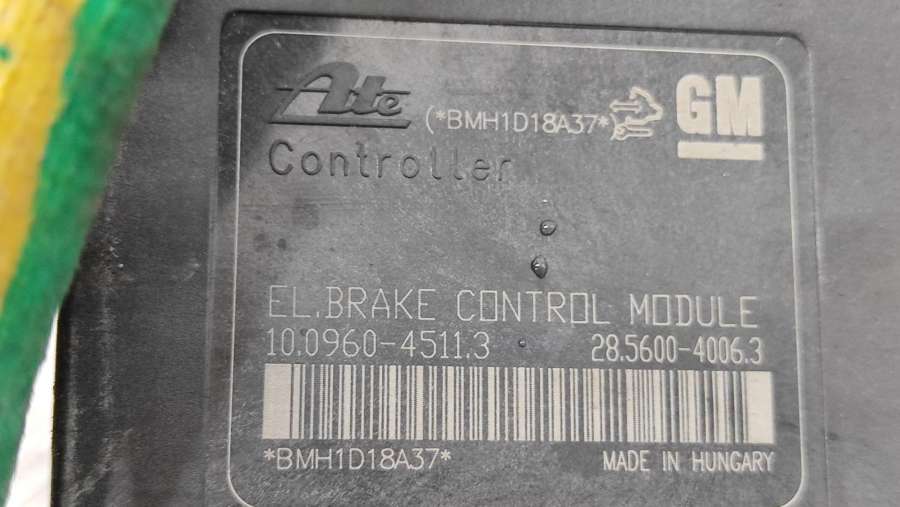 Ate (*BMH1D18A37*) GM
Controller
EL.BRAKE CONTROL MODULE
10.0960-4511.3 28.5600-4006.3
*BMH1D18A37* MADE IN HUNGARY